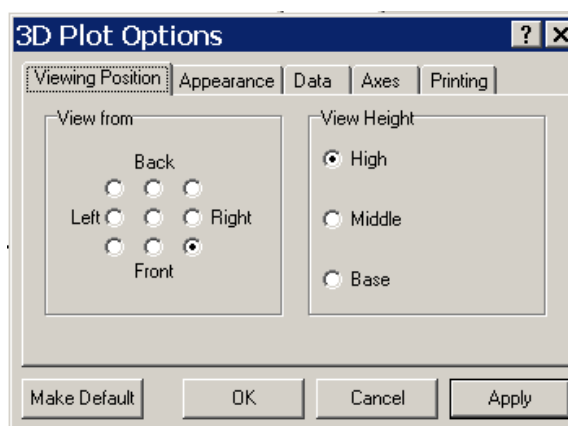 3D Plot Options
?
Viewing Position Appearance Data Axes Printing
View from
Back
Left Right
Front
View Height
High
Middle
Base
Make Default OK Cancel Apply